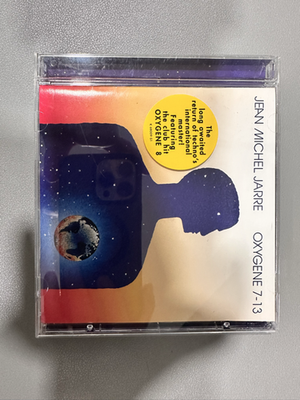 JEAN MICHEL JARRE OXYGENE 7-13
The
long awaited
return of techno's
international
master!
Featuring
the club hit
OXYGENE 8